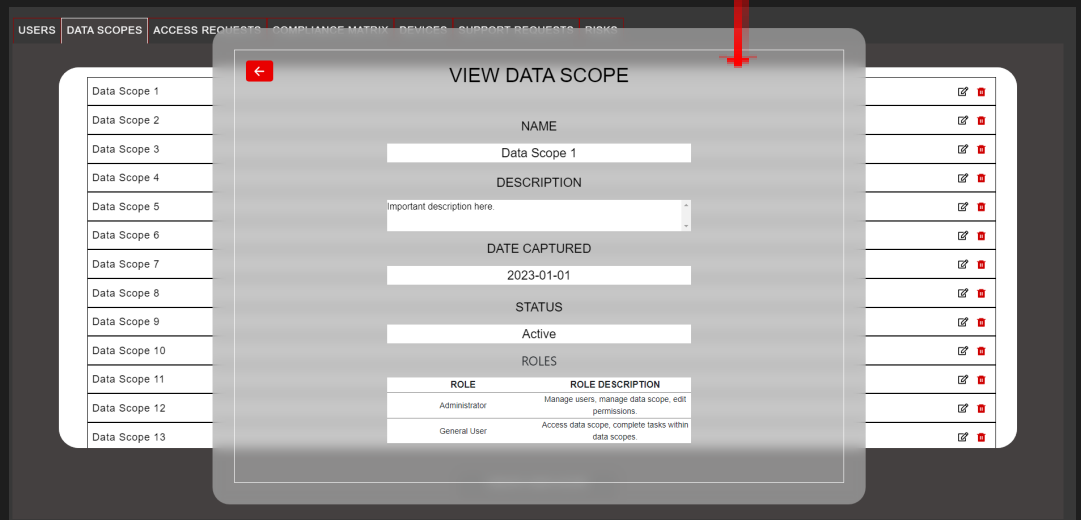 USERS DATA SCOPES ACCESS REQUESTS COMPLIANCE MATRIX DEVICES SUPPORT REQUESTS RISKS
VIEW DATA SCOPE
Data Scope 1
Data Scope 2
Data Scope 3
Data Scope 4
Data Scope 5
Data Scope 6
Data Scope 7
Data Scope 8
Data Scope 9
Data Scope 10
Data Scope 11
Data Scope 12
Data Scope 13
NAME
Data Scope 1
DESCRIPTION
Important description here.
DATE CAPTURED
2023-01-01
STATUS
Active
ROLES
ROLE ROLE DESCRIPTION
Administrator Manage users, manage data scope, edit
permissions.
General User Access data scope, complete tasks within
data scopes.